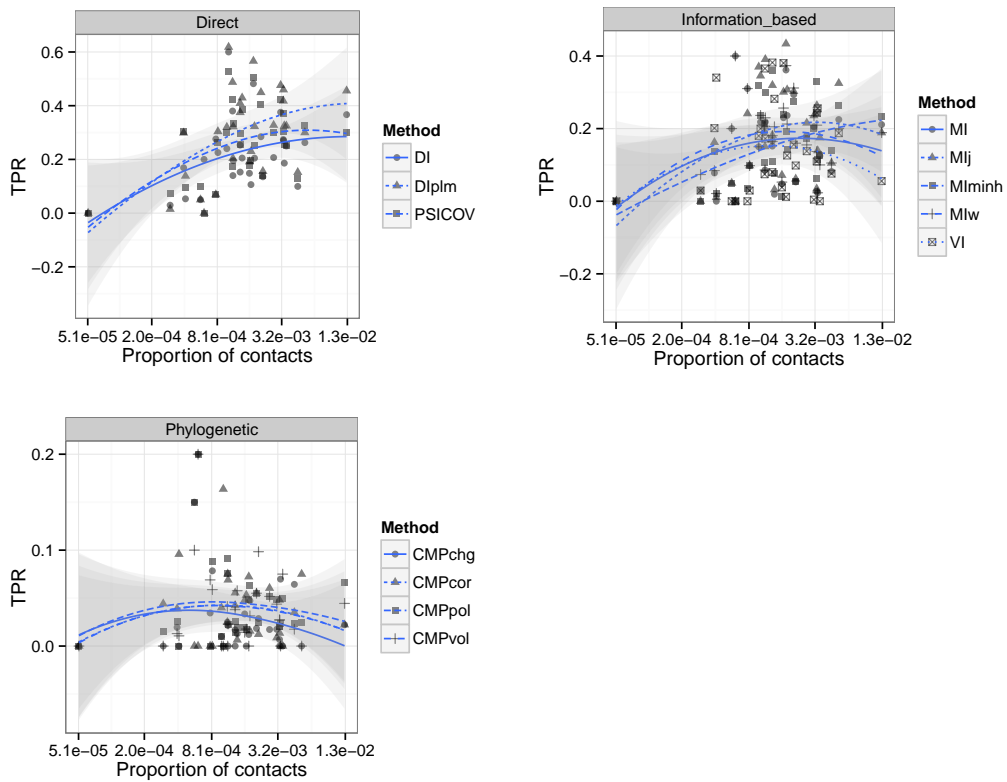 Direct
0.6
0.4
0.2
0.0
−0.2
TPR
5.1e−05 2.0e−04 8.1e−04 3.2e−03 1.3e−02
Proportion of contacts
Method
DI
DIplm
PSICOV
Information_based
0.4
0.2
0.0
−0.2
TPR
5.1e−05 2.0e−04 8.1e−04 3.2e−03 1.3e−02
Proportion of contacts
Method
MI
MIj
MIminh
MIw
VI
Phylogenetic
0.2
0.1
0.0
TPR
5.1e−05 2.0e−04 8.1e−04 3.2e−03 1.3e−02
Proportion of contacts
Method
CMPchg
CMPcor
CMPpol
CMPvol